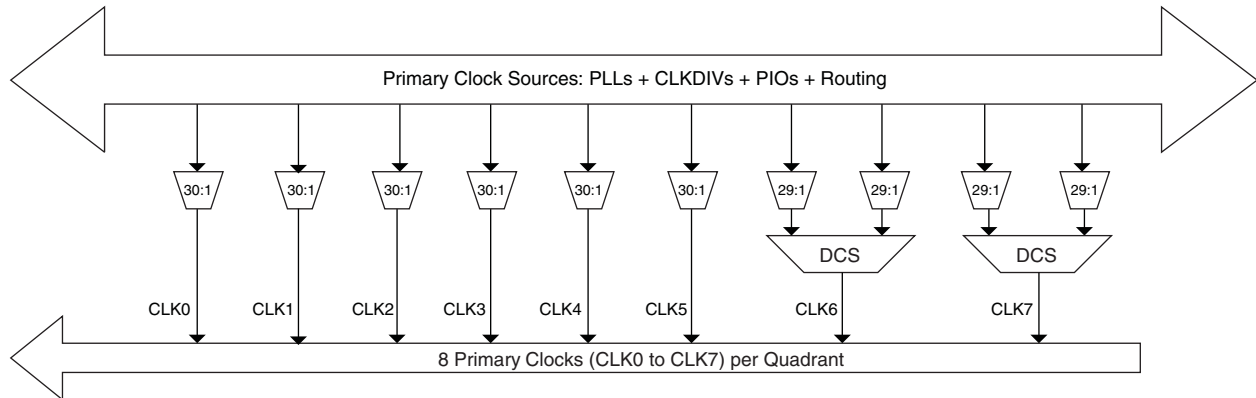 Primary Clock Sources: PLLs + CLKDIVs + PIOs + Routing
30:1
30:1
30:1
30:1
30:1
30:1
29:1
29:1
29:1
29:1
DCS
DCS
CLK0
CLK1
CLK2
CLK3
CLK4
CLK5
CLK6
CLK7
8 Primary Clocks (CLK0 to CLK7) per Quadrant